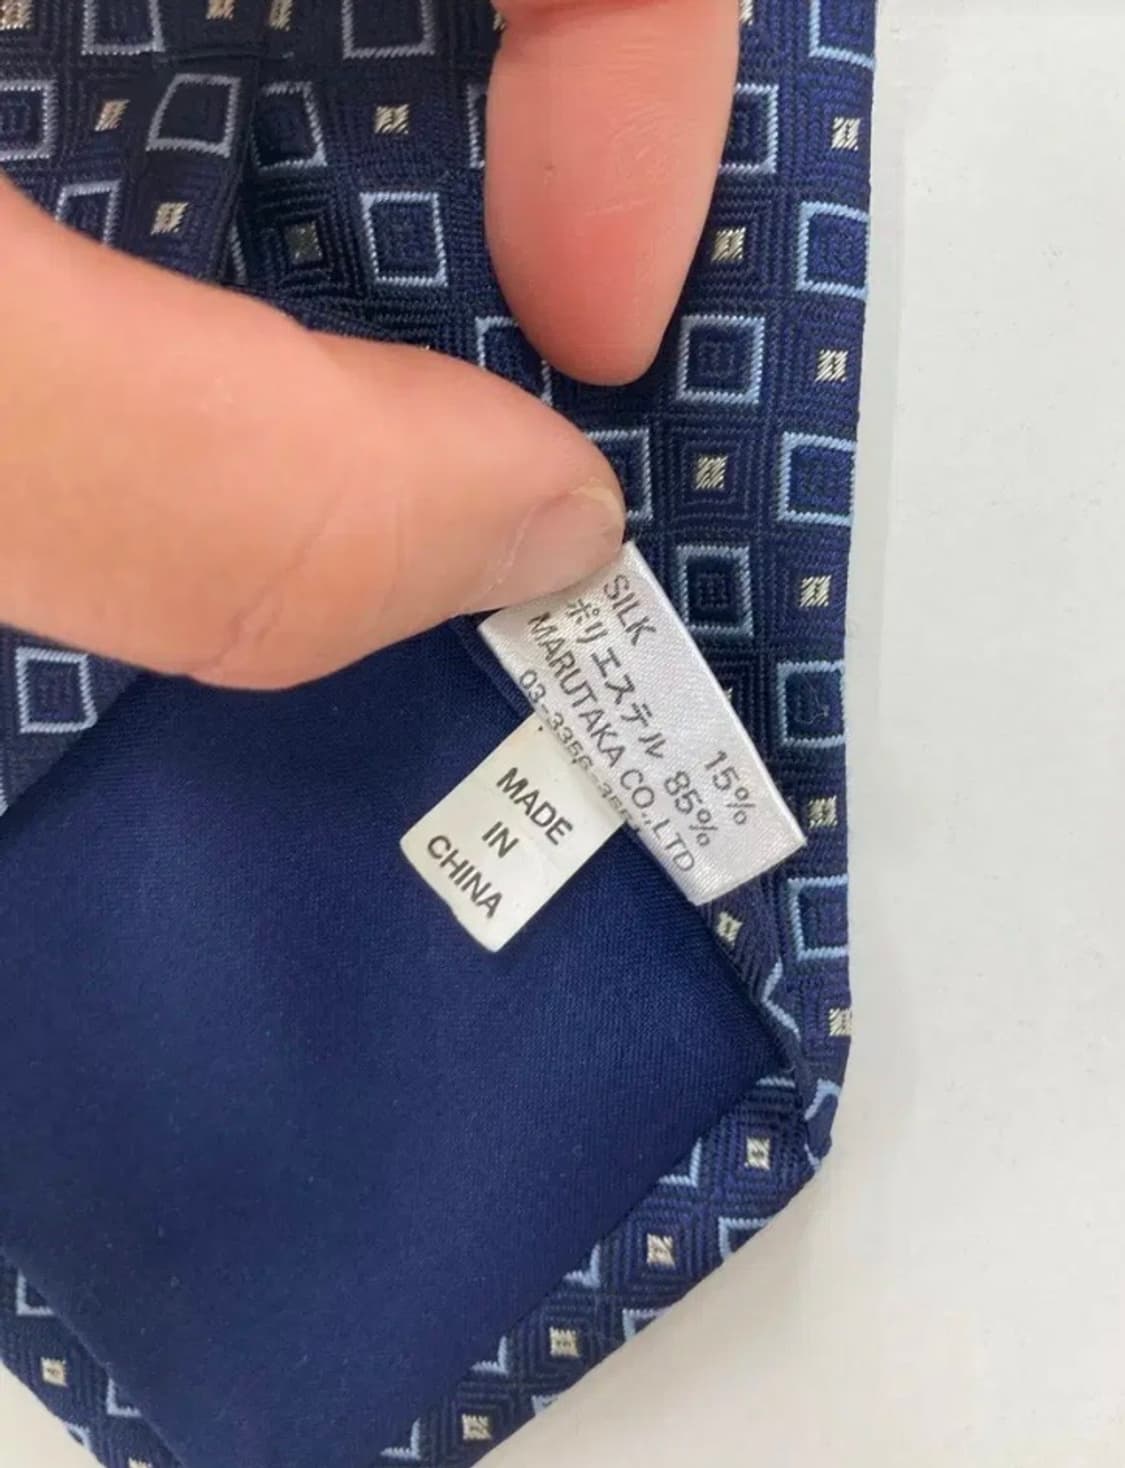 SILK 15%
ポリエステル 85%
MARUTAKA CO.,LTD
MADE
IN
CHINA